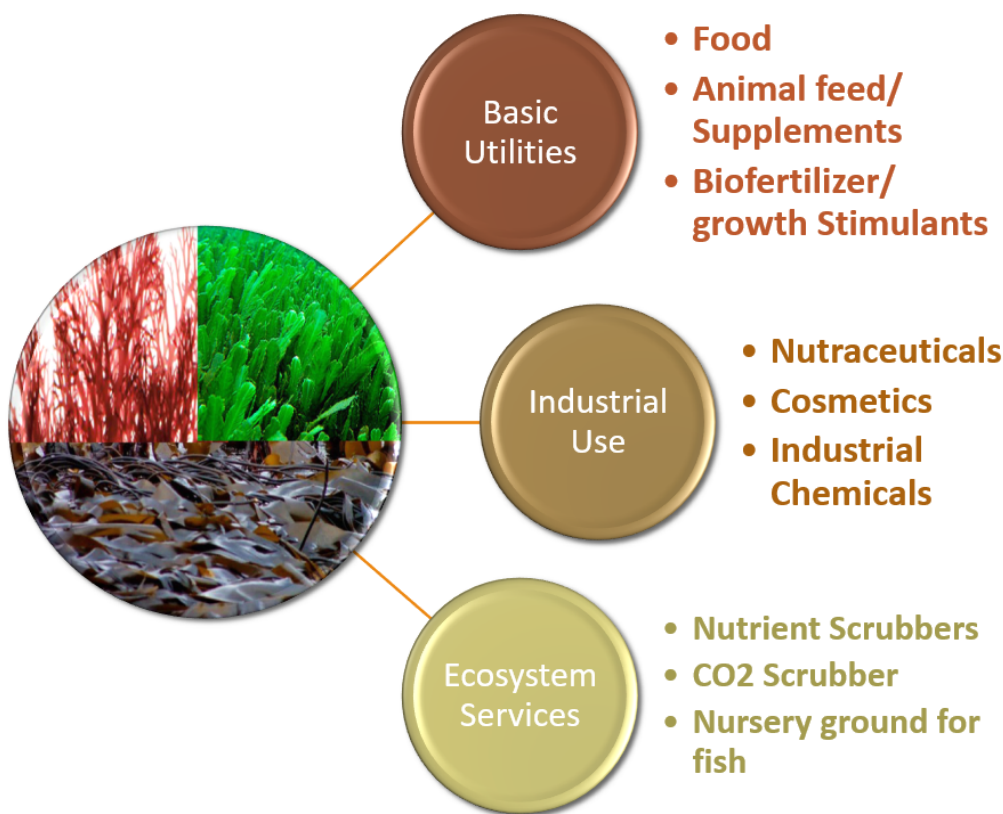 Basic
Utilities
• Food
• Animal feed/
Supplements
• Biofertilizer/
growth Stimulants
Industrial
Use
• Nutraceuticals
• Cosmetics
• Industrial
Chemicals
Ecosystem
Services
• Nutrient Scrubbers
• CO2 Scrubber
• Nursery ground for
fish